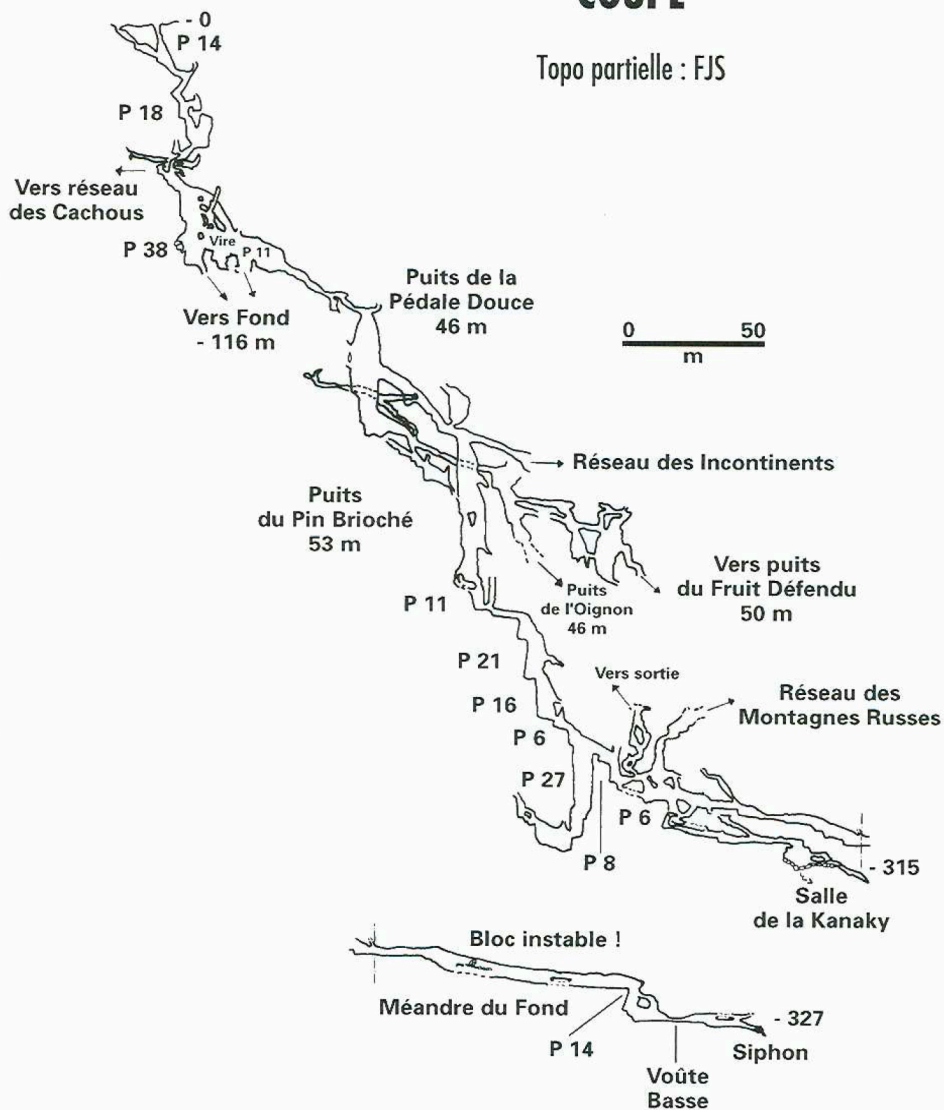 COUPE
Topo partielle : FJS
- 0
P 14
P 18
Vers réseau
des Cachous
P 38
Vire
P 11
Vers Fond
- 116 m
Puits de la
Pédale Douce
46 m
0 50
m
Réseau des Incontinents
Puits
du Pin Brioché
53 m
Puits
de l'Oignon
46 m
Vers puits
du Fruit Défendu
50 m
P 11
P 21
P 16
P 6
P 27
Vers sortie
Réseau des
Montagnes Russes
P 6
P 8
- 315
Salle
de la Kanaky
Bloc instable !
Méandre du Fond
P 14
- 327
Siphon
Voûte
Basse